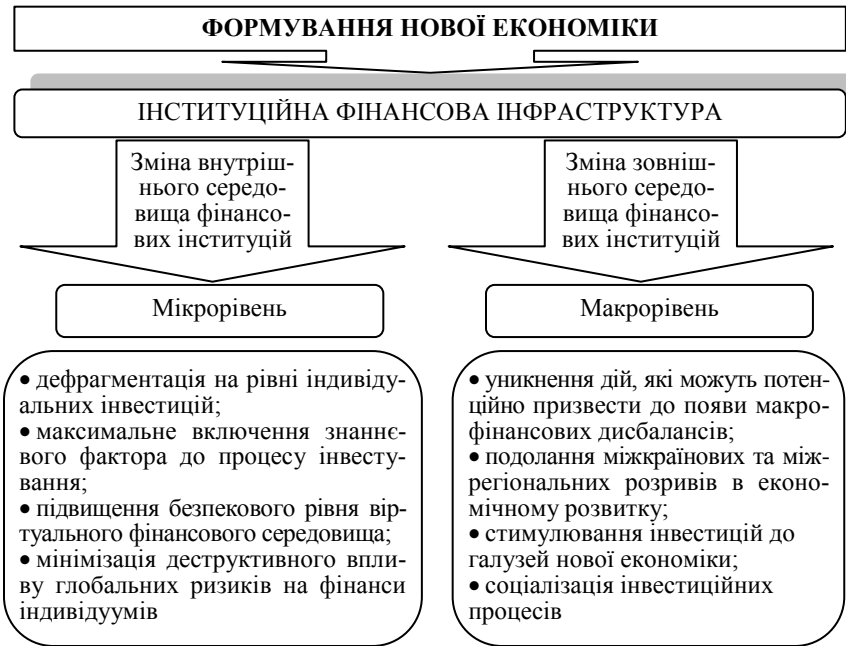 ФОРМУВАННЯ НОВОЇ ЕКОНОМІКИ
ІНСТИТУЦІЙНА ФІНАНСОВА ІНФРАСТРУКТУРА
Зміна внутріш-
нього середо-
вища фінансо-
вих інституцій
Мікрорівень
• дефрагментація на рівні індивіду-
альних інвестицій;
• максимальне включення знаннє-
вого фактора до процесу інвесту-
вання;
• підвищення безпекового рівня вір-
туального фінансового середовища;
• мінімізація деструктивного впли-
ву глобальних ризиків на фінанси
індивідуумів
Зміна зовніш-
нього середо-
вища фінансо-
вих інституцій
Макрорівень
• уникнення дій, які можуть потен-
ційно призвести до появи макро-
фінансових дисбалансів;
• подолання міжкраїнових та між-
регіональних розривів в еконо-
мічному розвитку;
• стимулювання інвестицій до
галузей нової економіки;
• соціалізація інвестиційних
процесів